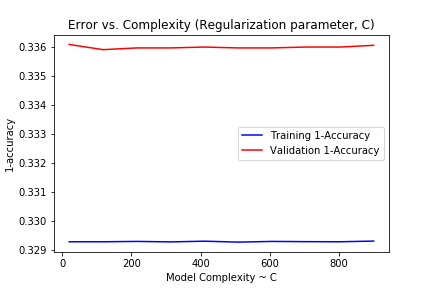 Error vs. Complexity (Regularization parameter, C)
0.336
0.335
0.334
0.333
0.332
0.331
0.330
0.329
1-accuracy
Training 1-Accuracy
Validation 1-Accuracy
0 200 400 600 800
Model Complexity ~ C